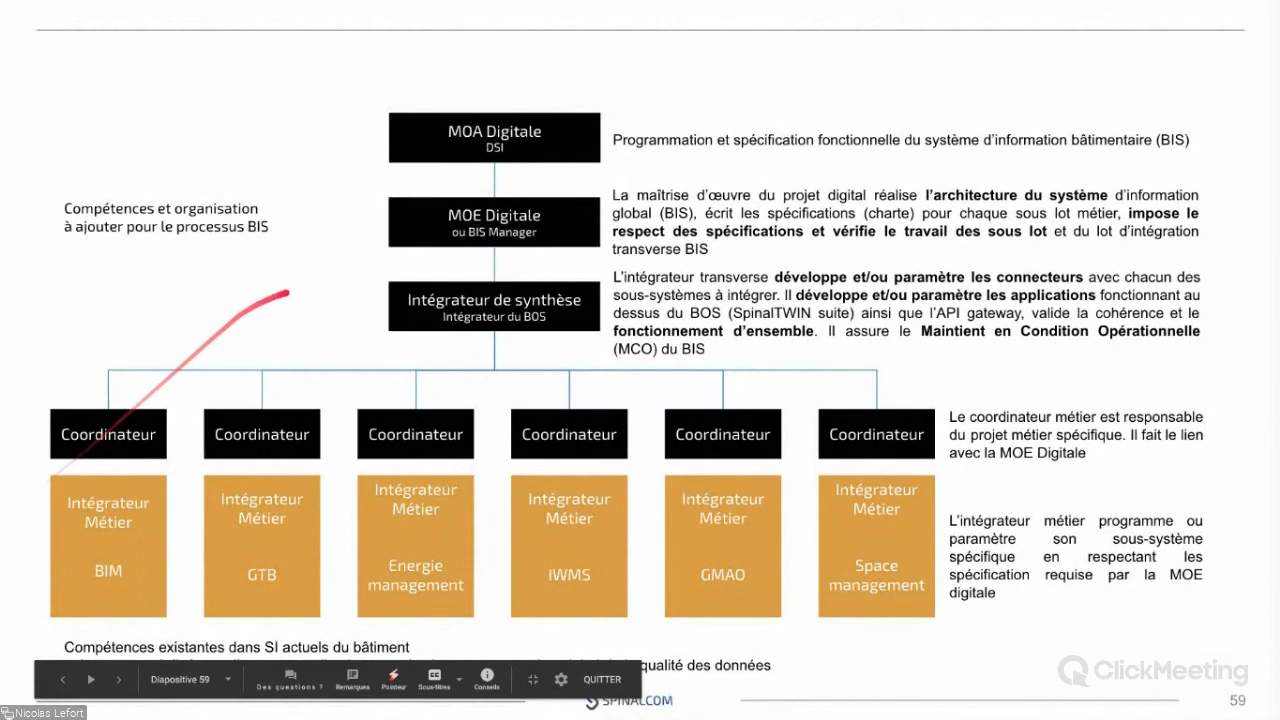 MOA Digitale
DSI
Programmation et spécification fonctionnelle du système d’information bâtimentaire (BIS)
Compétences et organisation
à ajouter pour le processus BIS
MOE Digitale
ou BIS Manager
La maîtrise d’œuvre du projet digital réalise l’architecture du système d’information
global (BIS), écrit les spécifications (charte) pour chaque sous lot métier, impose le
respect des spécifications et vérifie le travail des sous lot et du lot d’intégration
transverse BIS
Intégrateur de synthèse
Intégrateur du BOS
L’intégrateur transverse développe et/ou paramètre les connecteurs avec chacun des
sous-systèmes à intégrer. Il développe et/ou paramètre les applications fonctionnant au
dessus du BOS (SpinalTWIN suite) ainsi que l’API gateway, valide la cohérence et le
fonctionnement d’ensemble. Il assure le Maintient en Condition Opérationnelle
(MCO) du BIS
Coordinateur
Coordinateur
Coordinateur
Coordinateur
Coordinateur
Coordinateur
Le coordinateur métier est responsable
du projet métier spécifique. Il fait le lien
avec la MOE Digitale
Intégrateur
Métier
BIM
Intégrateur
Métier
GTB
Intégrateur
Métier
Energie
management
Intégrateur
Métier
IWMS
Intégrateur
Métier
GMAO
Intégrateur
Métier
Space
management
L’intégrateur métier programme ou
paramètre son sous-système
spécifique en respectant les
spécification requise par la MOE
digitale
Compétences existantes dans SI actuels du bâtiment
qualité des données
Diapositive 59
Des questions ?
Remarques
Pointeur
Sous-titres
Conseils
QUITTER
ClickMeeting
SPINALCOM
59
Nicolas Lefort